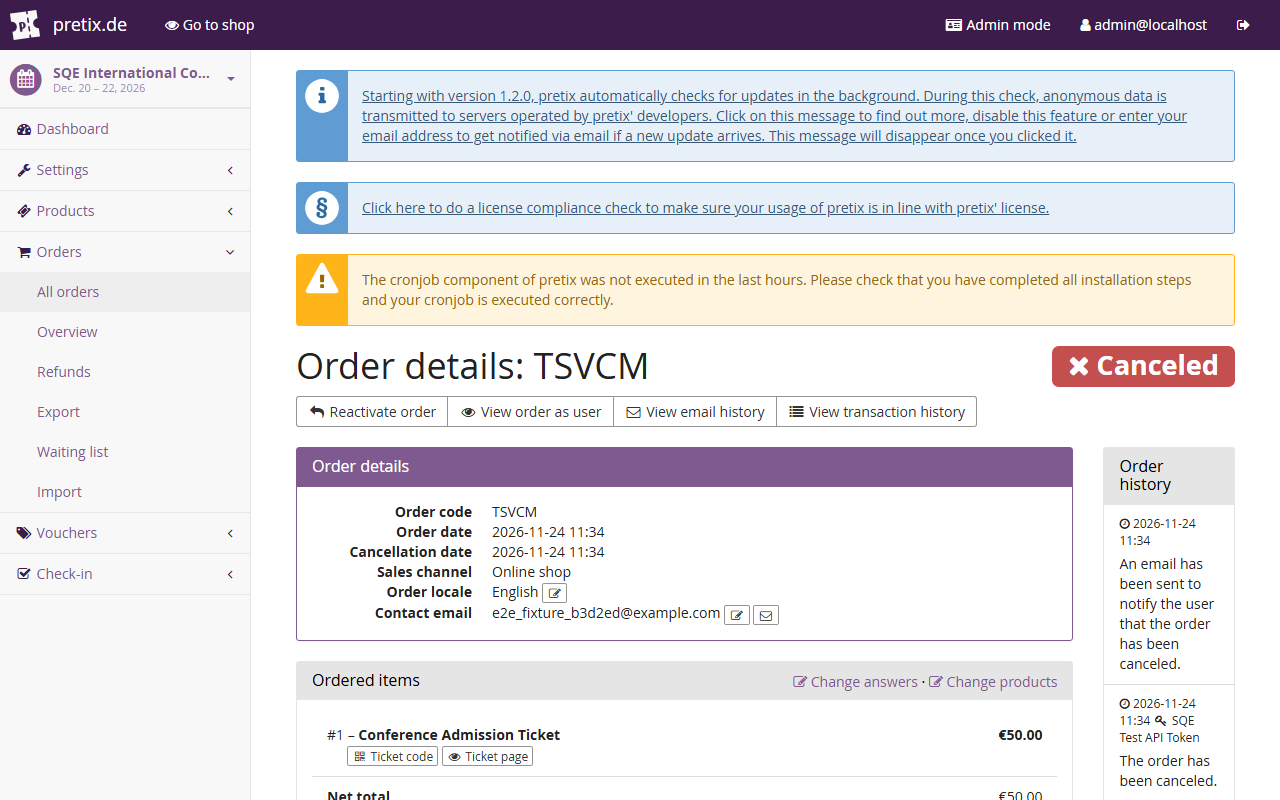 pretix.de
Go to shop
Admin mode
admin@localhost
SQE International Co...
Dec. 20 – 22, 2026
Dashboard
Settings
Products
Orders
All orders
Overview
Refunds
Export
Waiting list
Import
Vouchers
Check-in
Starting with version 1.2.0, pretix automatically checks for updates in the background. During this check, anonymous data is
transmitted to servers operated by pretix' developers. Click on this message to find out more, disable this feature or enter your
email address to get notified via email if a new update arrives. This message will disappear once you clicked it.
§
Click here to do a license compliance check to make sure your usage of pretix is in line with pretix' license.
The cronjob component of pretix was not executed in the last hours. Please check that you have completed all installation steps
and your cronjob is executed correctly.
Order details: TSVCM
Canceled
Reactivate order
View order as user
View email history
View transaction history
Order details
Order code TSVCM
Order date 2026-11-24 11:34
Cancellation date 2026-11-24 11:34
Sales channel Online shop
Order locale English
Contact email e2e_fixture_b3d2ed@example.com
Ordered items
Change answers · Change products
#1 – Conference Admission Ticket €50.00
Ticket code
Ticket page
Net total €50.00
Order
history
2026-11-24
11:34
An email has
been sent to
notify the user
that the order
has been
canceled.
2026-11-24
11:34 SQE
Test API Token
The order has
been canceled.